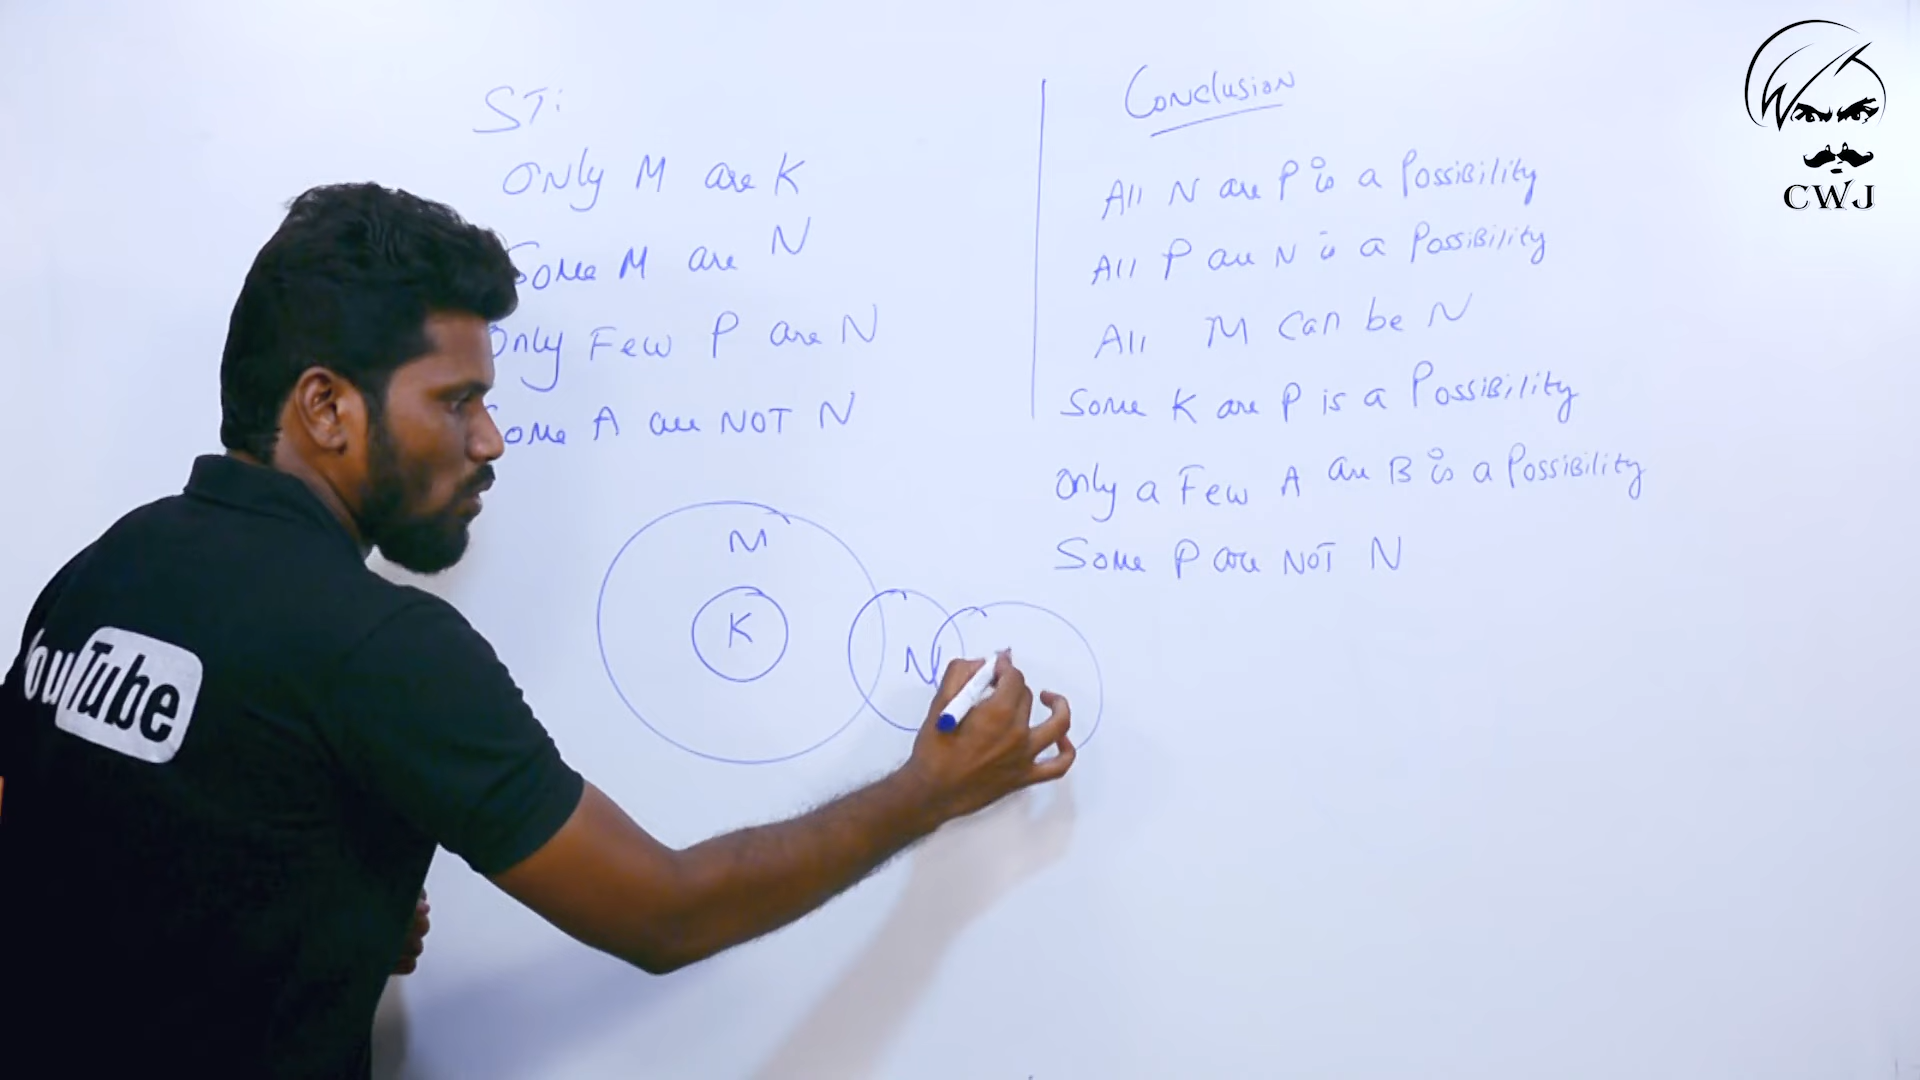 ST:
ONly M are K
Some M are N
Only Few P are N
Some A are NOT N
Conclusion
All N are P is a Possibility
All P are N is a Possibility
All M Can be N
Some K are P is a Possibility
Only a Few A are B is a Possibility
Some P are NOT N
M
K
N
YouTube
CWJ